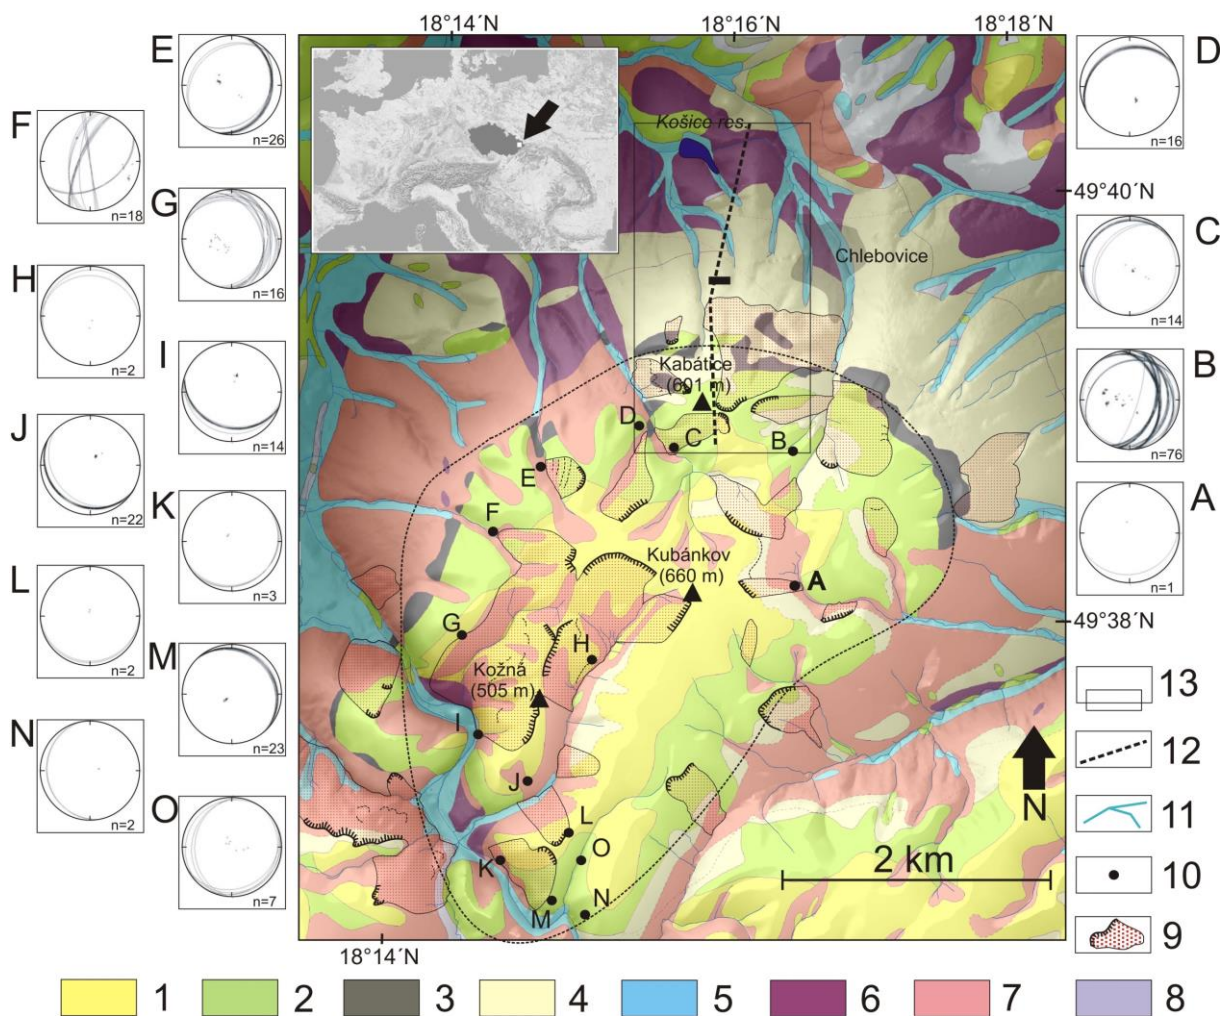 18°14´N
18°16´N
18°18´N
E
n=26
F
n=18
G
n=16
H
n=2
I
n=14
J
n=22
K
n=3
L
n=2
M
n=23
N
n=2
O
n=7
D
n=16
49°40´N
C
n=14
B
n=76
A
n=1
49°38´N
Košice res.
Chlebovice
Kabátice
(601 m)
D
C
B
E
F
Kubánkov
(660 m)
A
G
H
Kožná
(505 m)
I
J
L
K
O
M
N
N
2 km
18°14´N
13
12
11
10
9
1
2
3
4
5
6
7
8